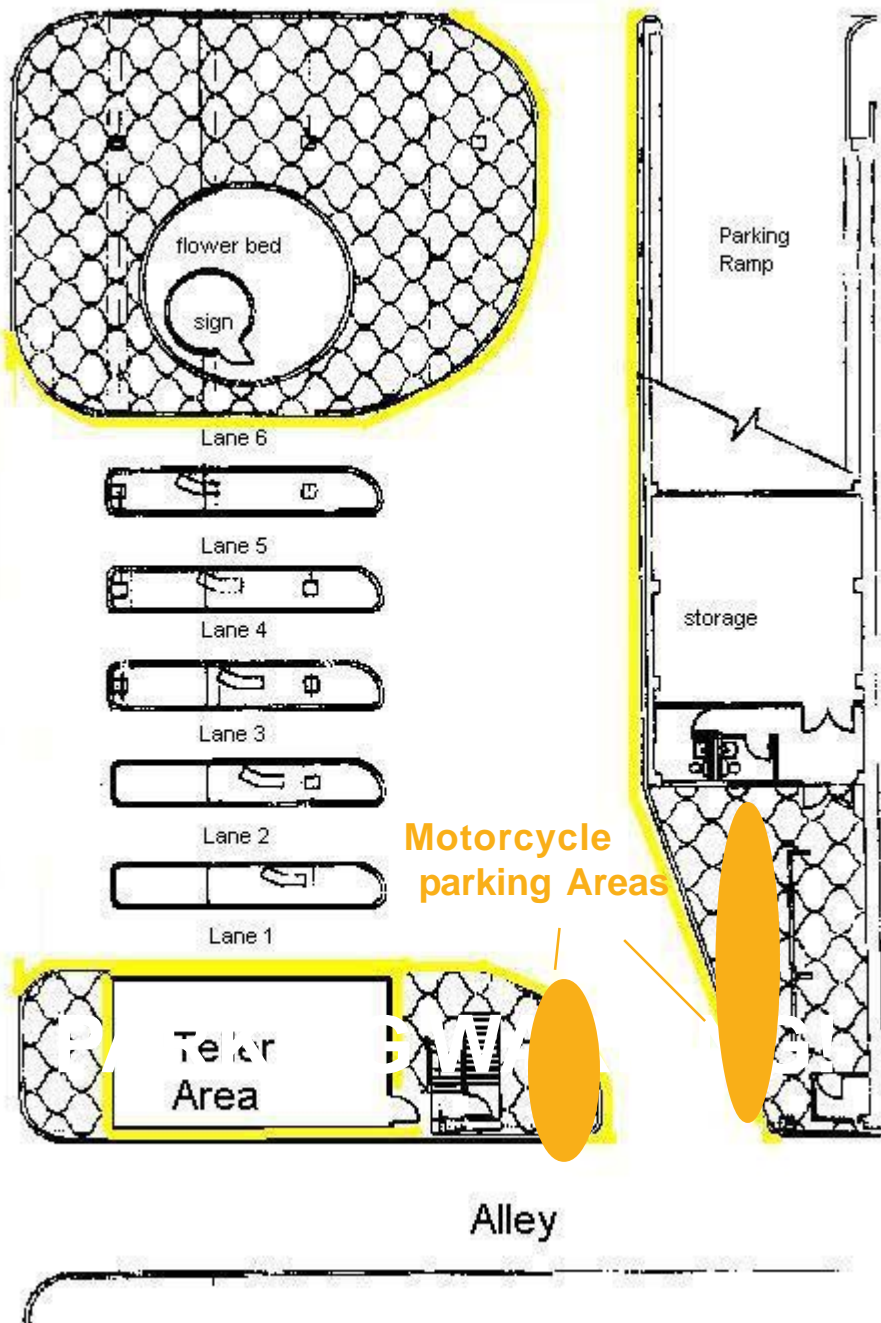 flower bed
sign
Parking
Ramp
Lane 6
Lane 5
Lane 4
storage
Lane 3
Lane 2
Motorcycle
parking Areas
Lane 1
Teller
Area
Alley